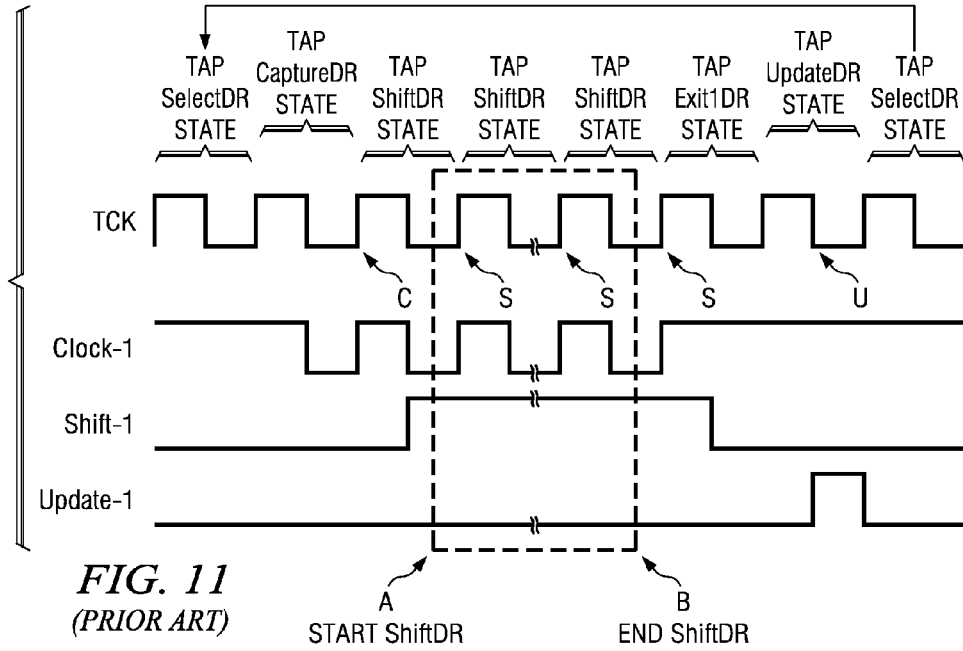 TAP SelectDR STATE
TAP CaptureDR STATE
TAP ShiftDR STATE
TAP ShiftDR STATE
TAP ShiftDR STATE
TAP Exit1DR STATE
TAP UpdateDR STATE
TAP SelectDR STATE
TCK
C
S
S
S
U
Clock-1
Shift-1
Update-1
FIG. 11
(PRIOR ART)
A
START ShiftDR
B
END ShiftDR